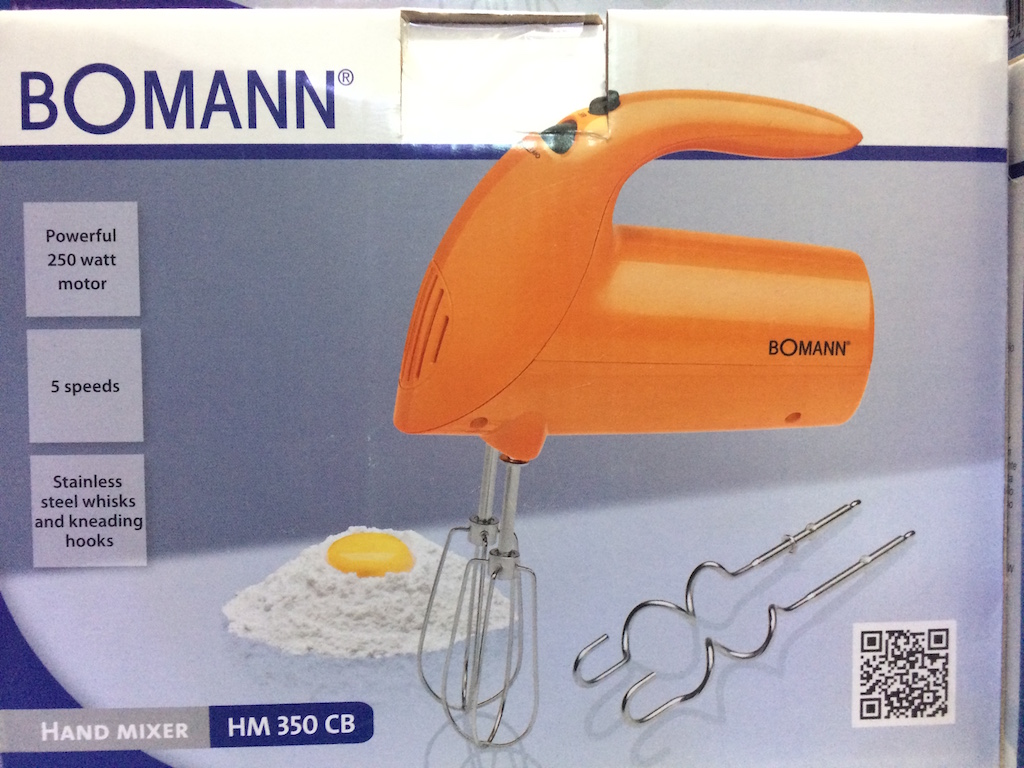 BOMANN®
Powerful
250 watt
motor
5 speeds
Stainless
steel whisks
and kneading
hooks
BOMANN®
HAND MIXER HM 350 CB